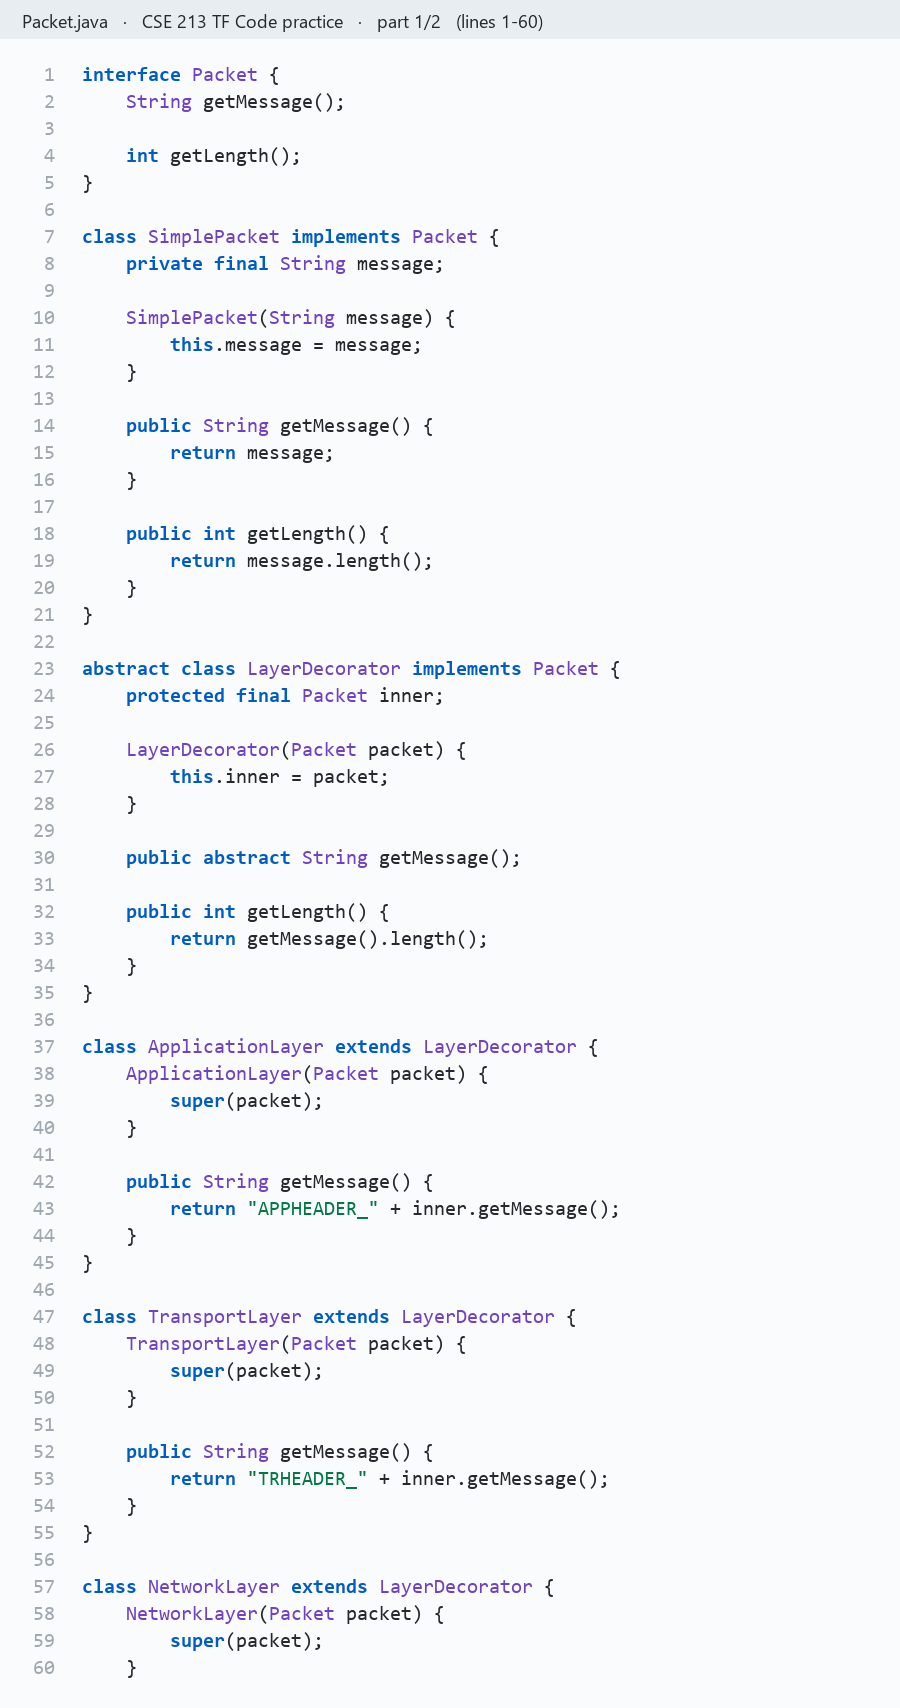 Packet.java · CSE 213 TF Code practice · part 1/2 (lines 1-60)
1 interface Packet {
2     String getMessage();
3
4     int getLength();
5 }
6
7 class SimplePacket implements Packet {
8     private final String message;
9
10     SimplePacket(String message) {
11         this.message = message;
12     }
13
14     public String getMessage() {
15         return message;
16     }
17
18     public int getLength() {
19         return message.length();
20     }
21 }
22
23 abstract class LayerDecorator implements Packet {
24     protected final Packet inner;
25
26     LayerDecorator(Packet packet) {
27         this.inner = packet;
28     }
29
30     public abstract String getMessage();
31
32     public int getLength() {
33         return getMessage().length();
34     }
35 }
36
37 class ApplicationLayer extends LayerDecorator {
38     ApplicationLayer(Packet packet) {
39         super(packet);
40     }
41
42     public String getMessage() {
43         return "APPHEADER_" + inner.getMessage();
44     }
45 }
46
47 class TransportLayer extends LayerDecorator {
48     TransportLayer(Packet packet) {
49         super(packet);
50     }
51
52     public String getMessage() {
53         return "TRHEADER_" + inner.getMessage();
54     }
55 }
56
57 class NetworkLayer extends LayerDecorator {
58     NetworkLayer(Packet packet) {
59         super(packet);
60     }